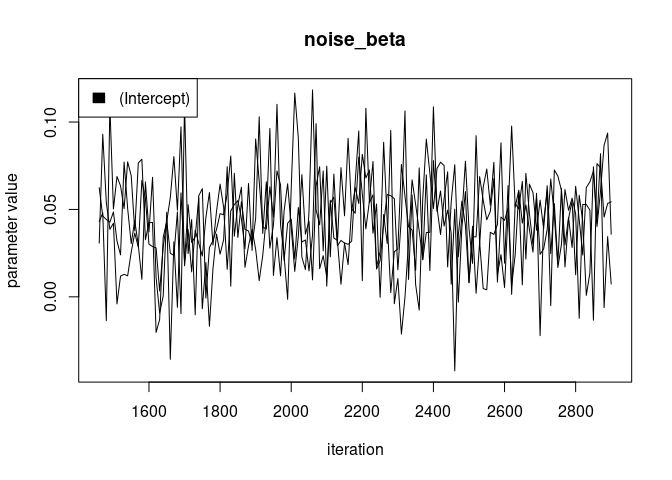 noise_beta
(Intercept)
parameter value
0.10
0.05
0.00
1600 1800 2000 2200 2400 2600 2800
iteration